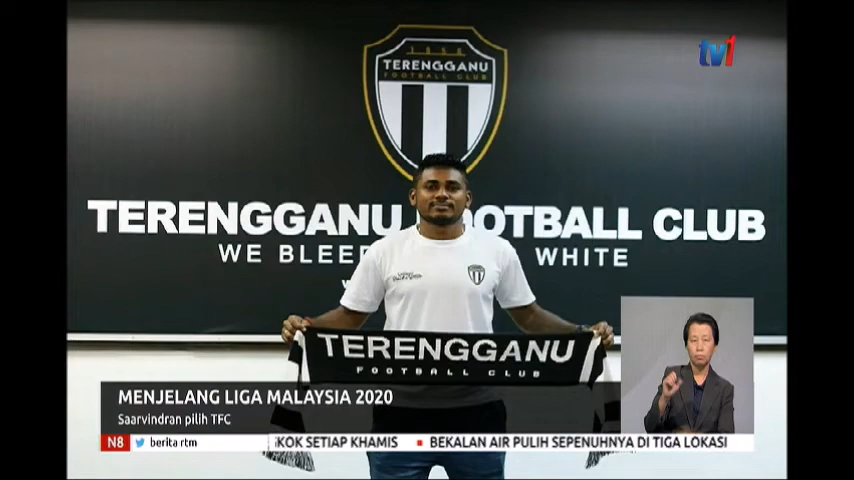 tv1
1956
TERENGGANU
FOOTBALL CLUB
TERENGGANU FOOTBALL CLUB
WE BLEED
WHITE
TERENGGANU
FOOTBALL CLUB
MENJELANG LIGA MALAYSIA 2020
Saarvindran pilih TFC
N8 berita rtm KOK SETIAP KHAMIS ■ BEKALAN AIR PULIH SEPENUHNYA DI TIGA LOKASI